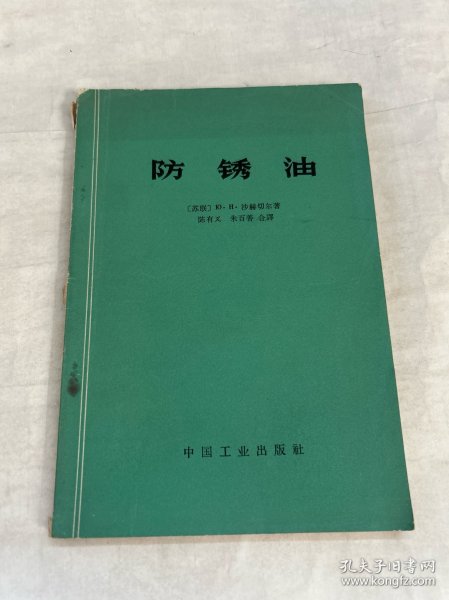 防锈油
〔苏联〕Ю·Н·沙赫切尔著
陈有义 朱百善 合譯
中国工业出版社
孔夫子旧书网
www.kongfz.com